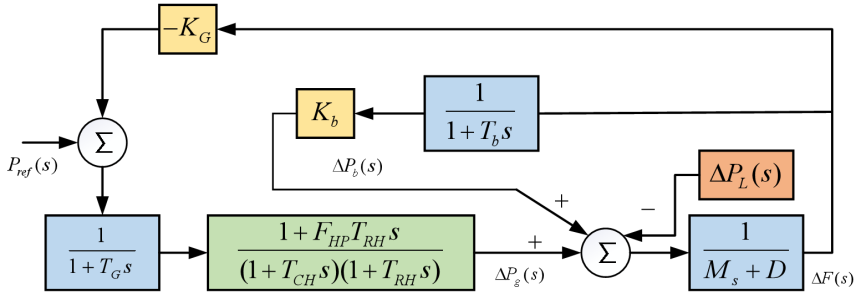 −K_G
K_b
1
1 + T_b s
ΔP_b(s)
Σ
P_ref(s)
ΔP_L(s)
+
−
1
1 + T_G s
1 + F_HP T_RH s
(1 + T_CH s)(1 + T_RH s)
+
ΔP_g(s)
Σ
1
M_s + D
ΔF(s)